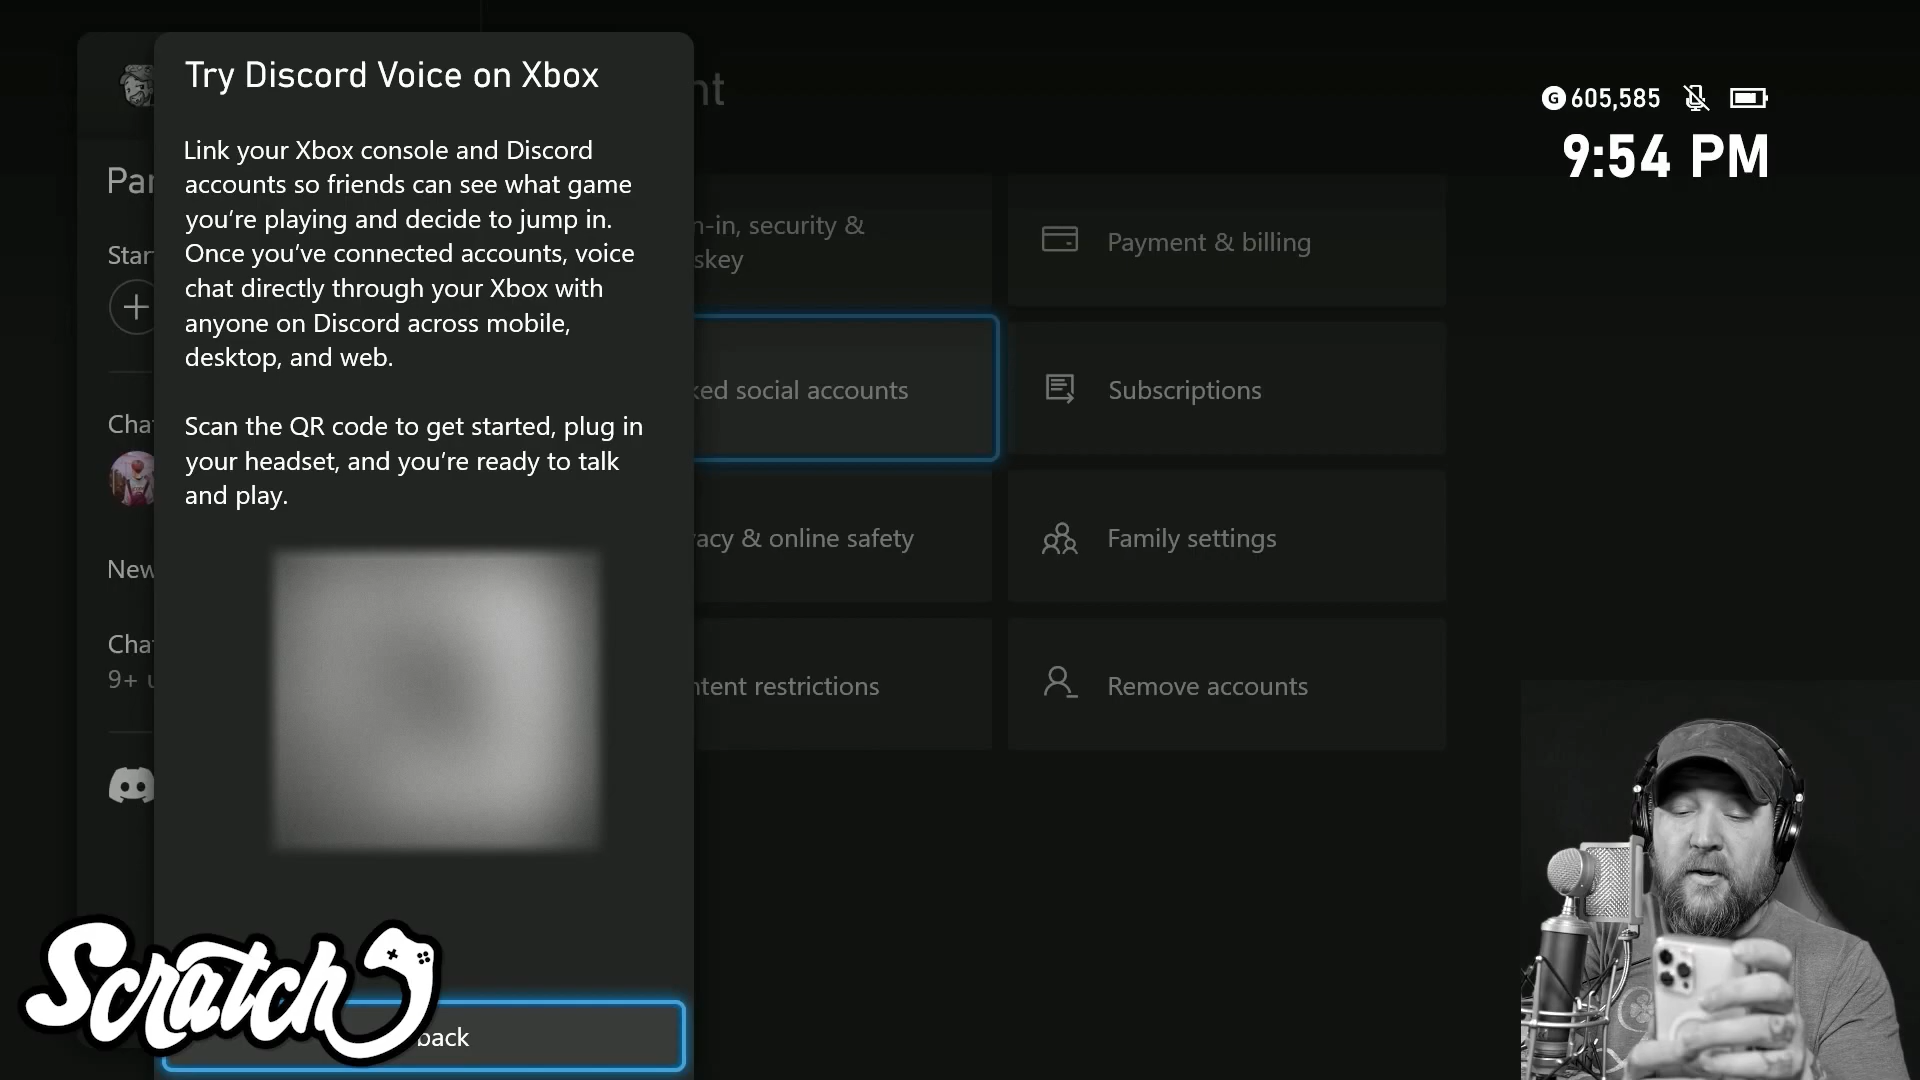 Try Discord Voice on Xbox
Link your Xbox console and Discord
accounts so friends can see what game
you're playing and decide to jump in.
Once you've connected accounts, voice
chat directly through your Xbox with
anyone on Discord across mobile,
desktop, and web.
Scan the QR code to get started, plug in
your headset, and you're ready to talk
and play.
back
nt
Par
Star
Chat
New
Chat
9+ u
n-in, security &
skey
Payment & billing
ked social accounts
Subscriptions
vacy & online safety
Family settings
ntent restrictions
Remove accounts
G 605,585
9:54 PM
Scratch